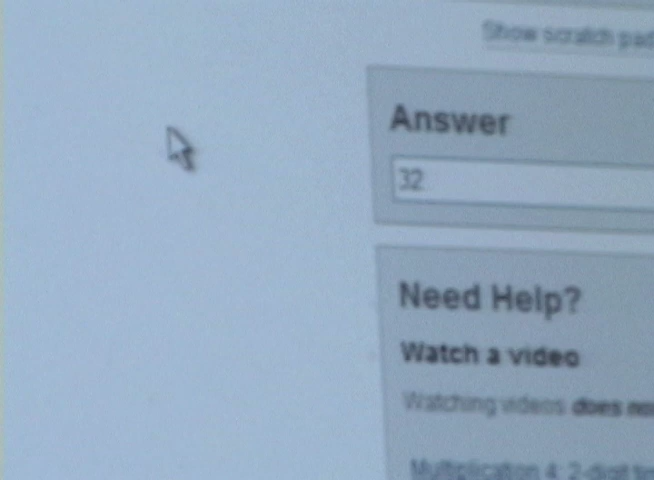 Show scratch pad
Answer
32
Need Help?
Watch a video
Watching videos does
Multiplication 4: 2-digit